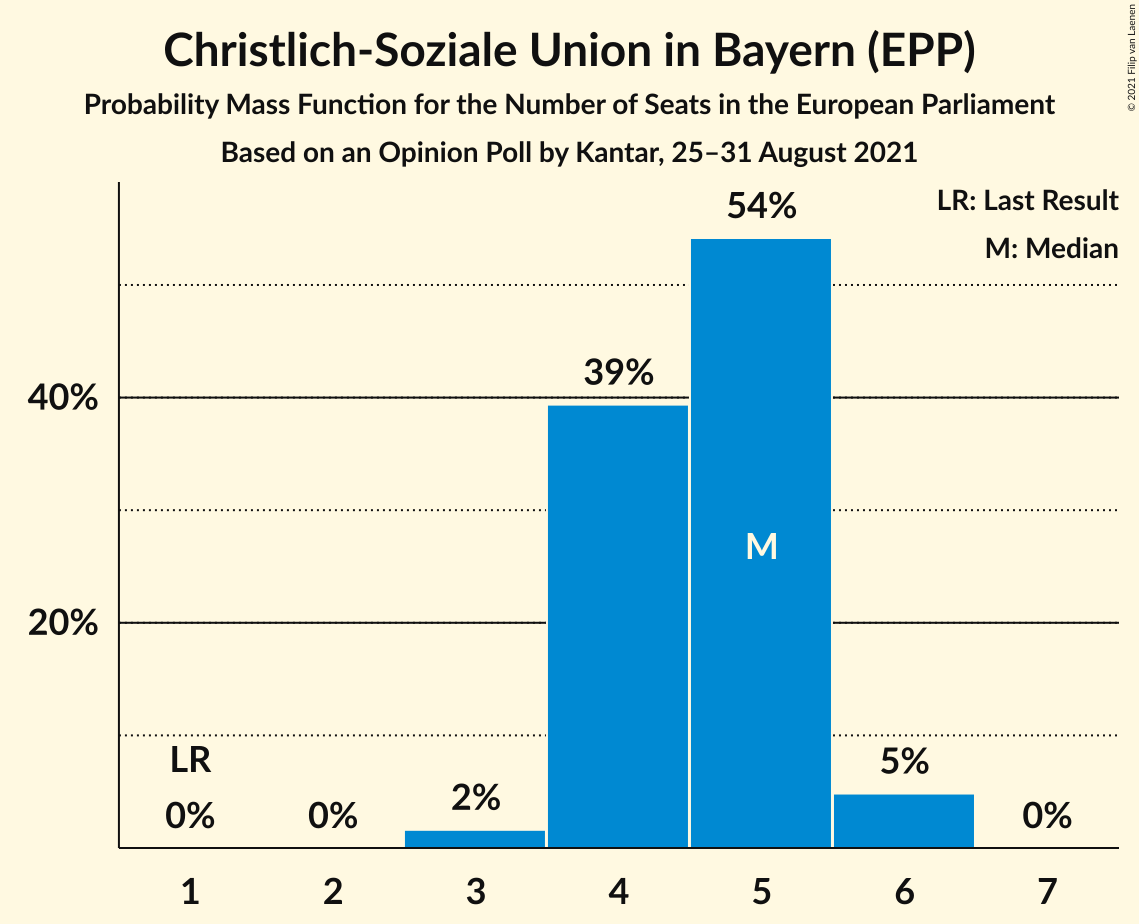 Christlich-Soziale Union in Bayern (EPP)
Probability Mass Function for the Number of Seats in the European Parliament
Based on an Opinion Poll by Kantar, 25–31 August 2021
© 2021 Filip van Laenen
LR: Last Result
M: Median
54%
39%
40%
M
20%
LR
0%
0%
2%
5%
0%
1 2 3 4 5 6 7